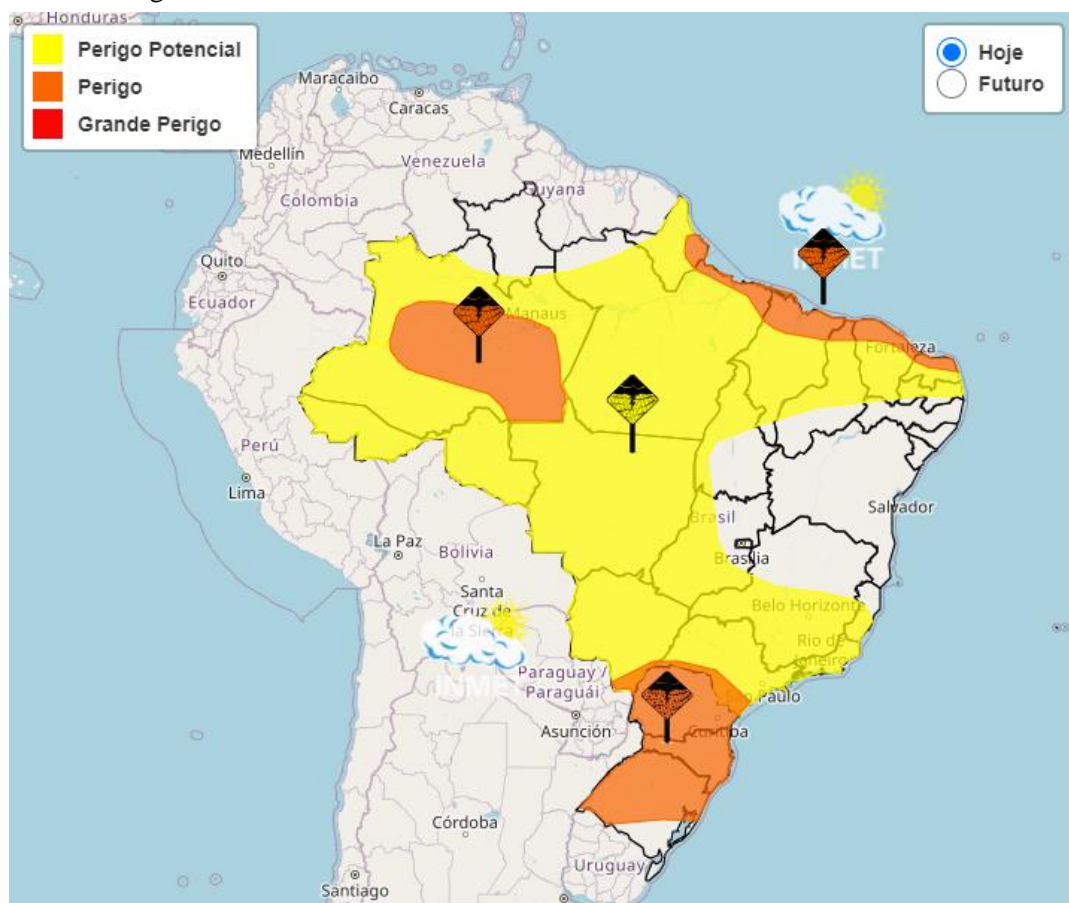 Honduras
Perigo Potencial
Perigo
Grande Perigo
Hoje
Futuro
Maracaibo
Caracas
Medellín
Venezuela
Guyana
Colombia
Quito
Ecuador
INMET
Manaus
Fortaleza
Perú
Lima
Salvador
Brasil
La Paz
Bolivia
Brasília
Santa
Cruz de
la Sierra
Belo Horizonte
Rio de
Janeiro
INMET
Paraguay /
Paraguái
São Paulo
Asunción
Curitiba
Córdoba
Uruguay
Santiago